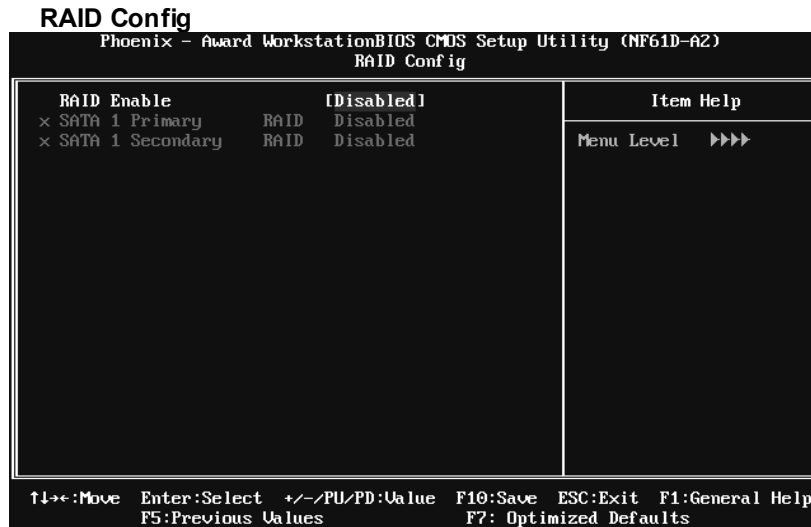 RAID Config
Phoenix - Award WorkstationBIOS CMOS Setup Utility (NF61D-A2)
RAID Config
RAID Enable [Disabled]
x SATA 1 Primary RAID Disabled
x SATA 1 Secondary RAID Disabled
Item Help
Menu Level ▶▶▶▶
↑↓→←:Move Enter:Select +/-/PU/PD:Value F10:Save ESC:Exit F1:General Help
F5:Previous Values F7: Optimized Defaults